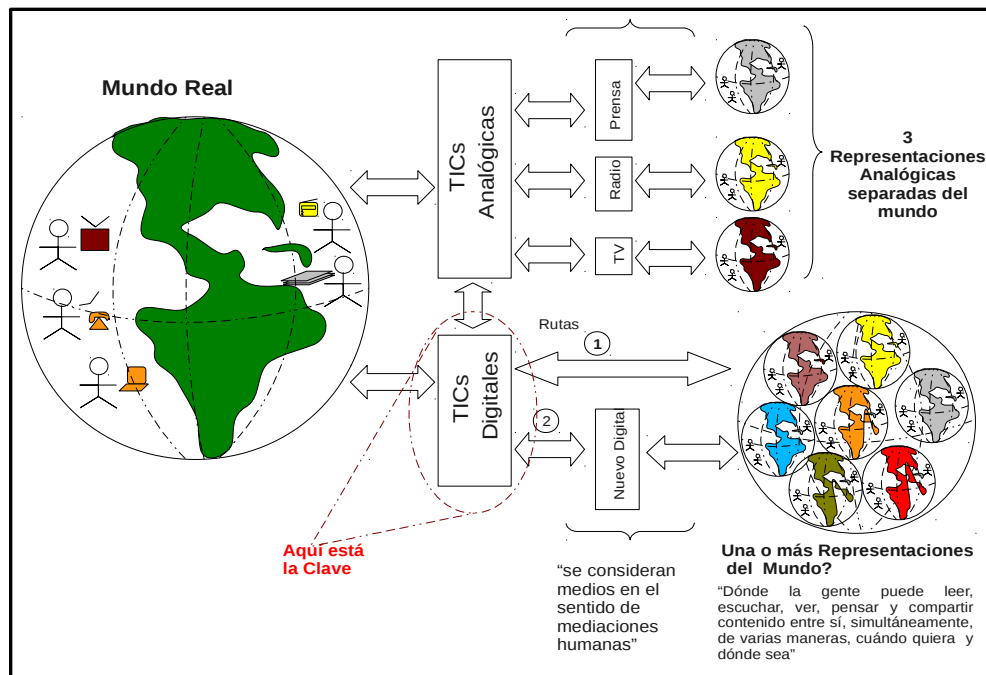 Mundo Real
TICs
Analógicas
Prensa
Radio
TV
3
Representaciones
Analógicas
separadas del
mundo
Rutas
1
TICs
Digitales
2
Nuevo Digital
Aquí está
la Clave
"se consideran
medios en el
sentido de
mediaciones
humanas"
Una o más Representaciones
del Mundo?
"Dónde la gente puede leer,
escuchar, ver, pensar y compartir
contenido entre sí, simultáneamente,
de varias maneras, cuándo quiera y
dónde sea"